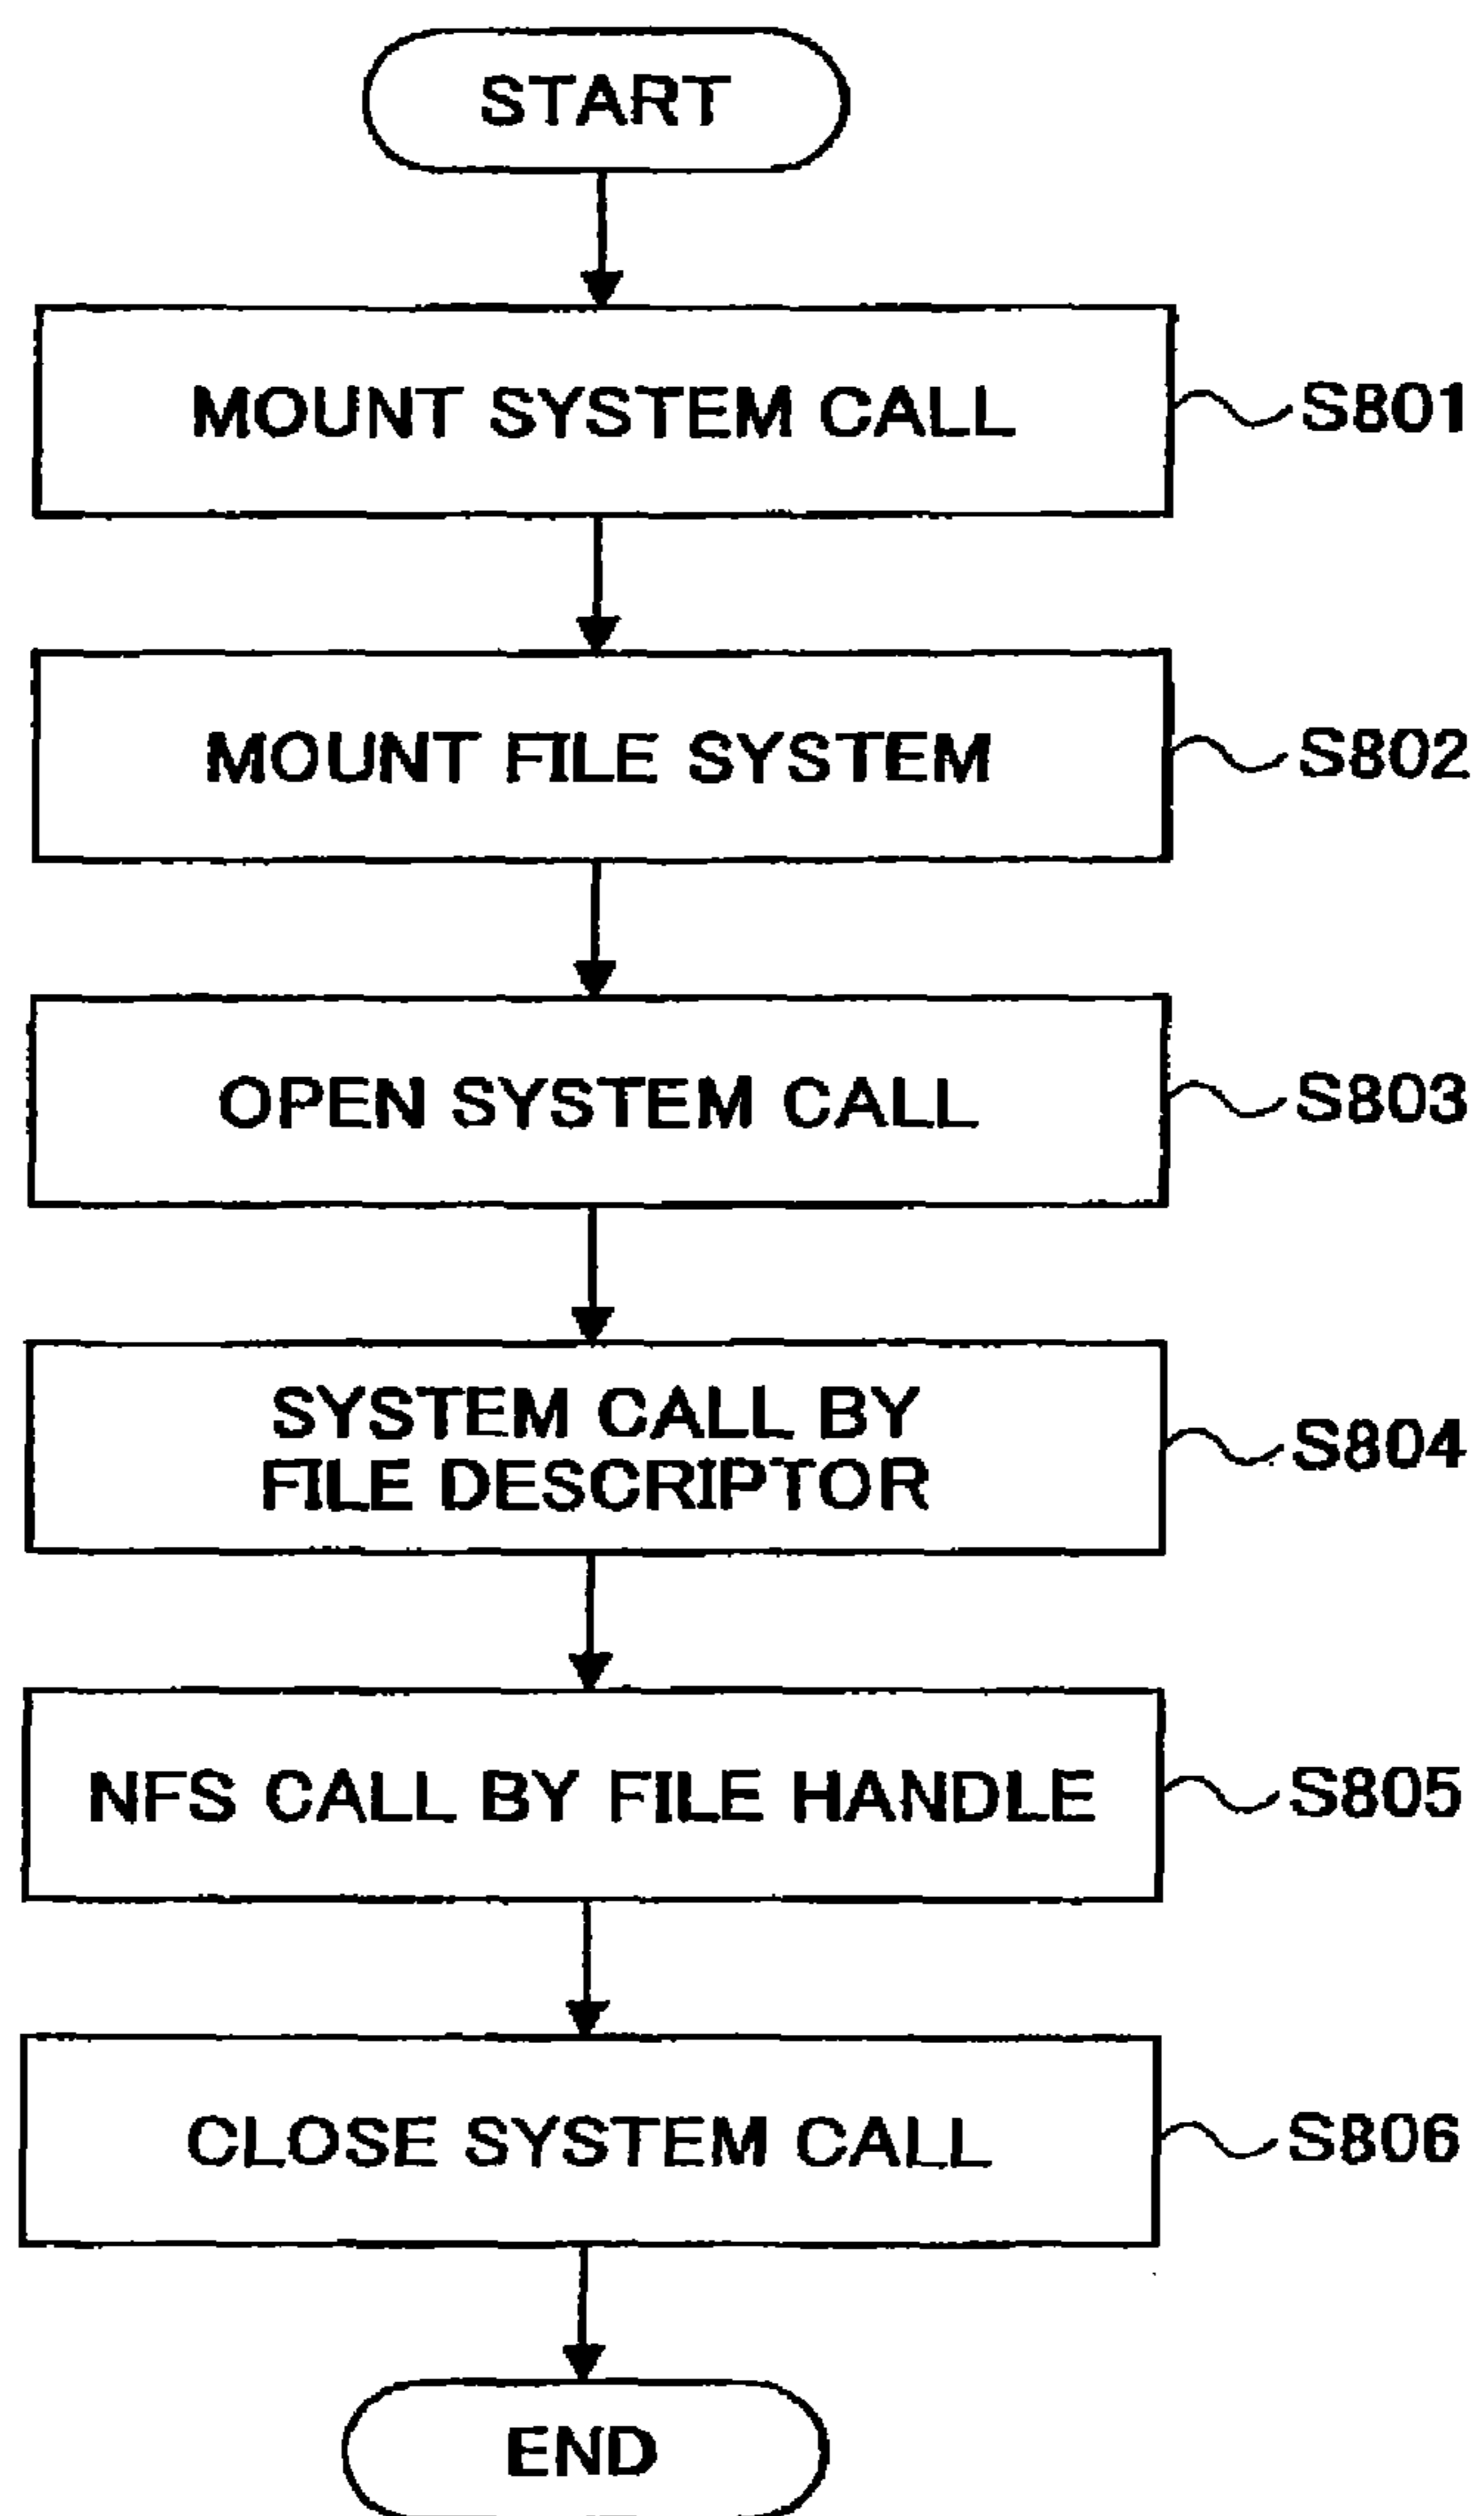 START
MOUNT SYSTEM CALL
S801
MOUNT FILE SYSTEM
S802
OPEN SYSTEM CALL
S803
SYSTEM CALL BY
FILE DESCRIPTOR
S804
NFS CALL BY FILE HANDLE
S805
CLOSE SYSTEM CALL
S806
END